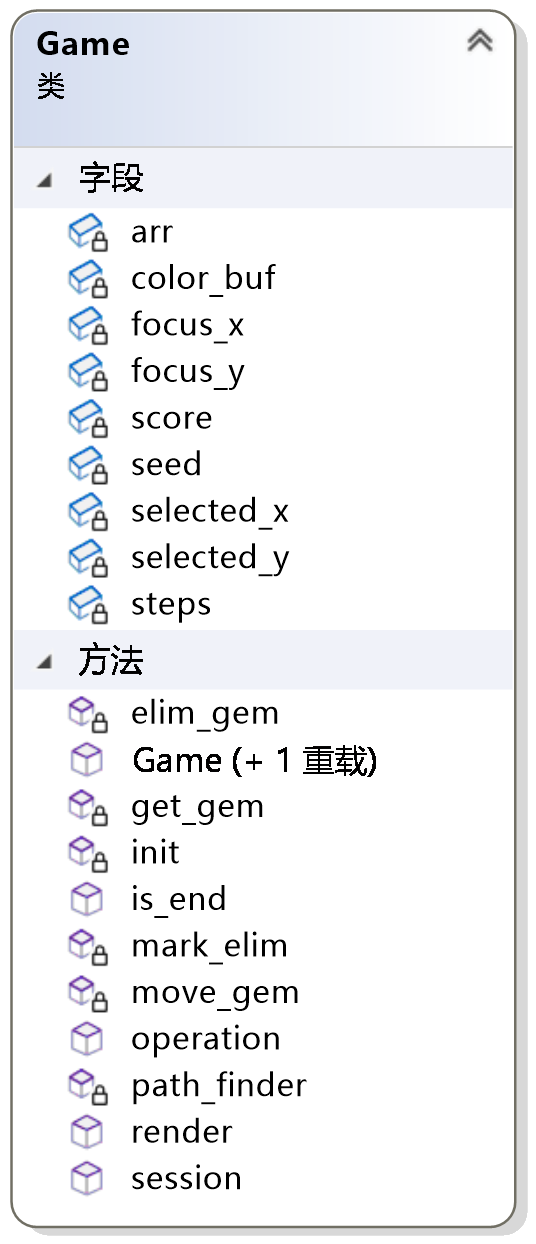 Game
类
字段
arr
color_buf
focus_x
focus_y
score
seed
selected_x
selected_y
steps
方法
elim_gem
Game (+ 1 重载)
get_gem
init
is_end
mark_elim
move_gem
operation
path_finder
render
session